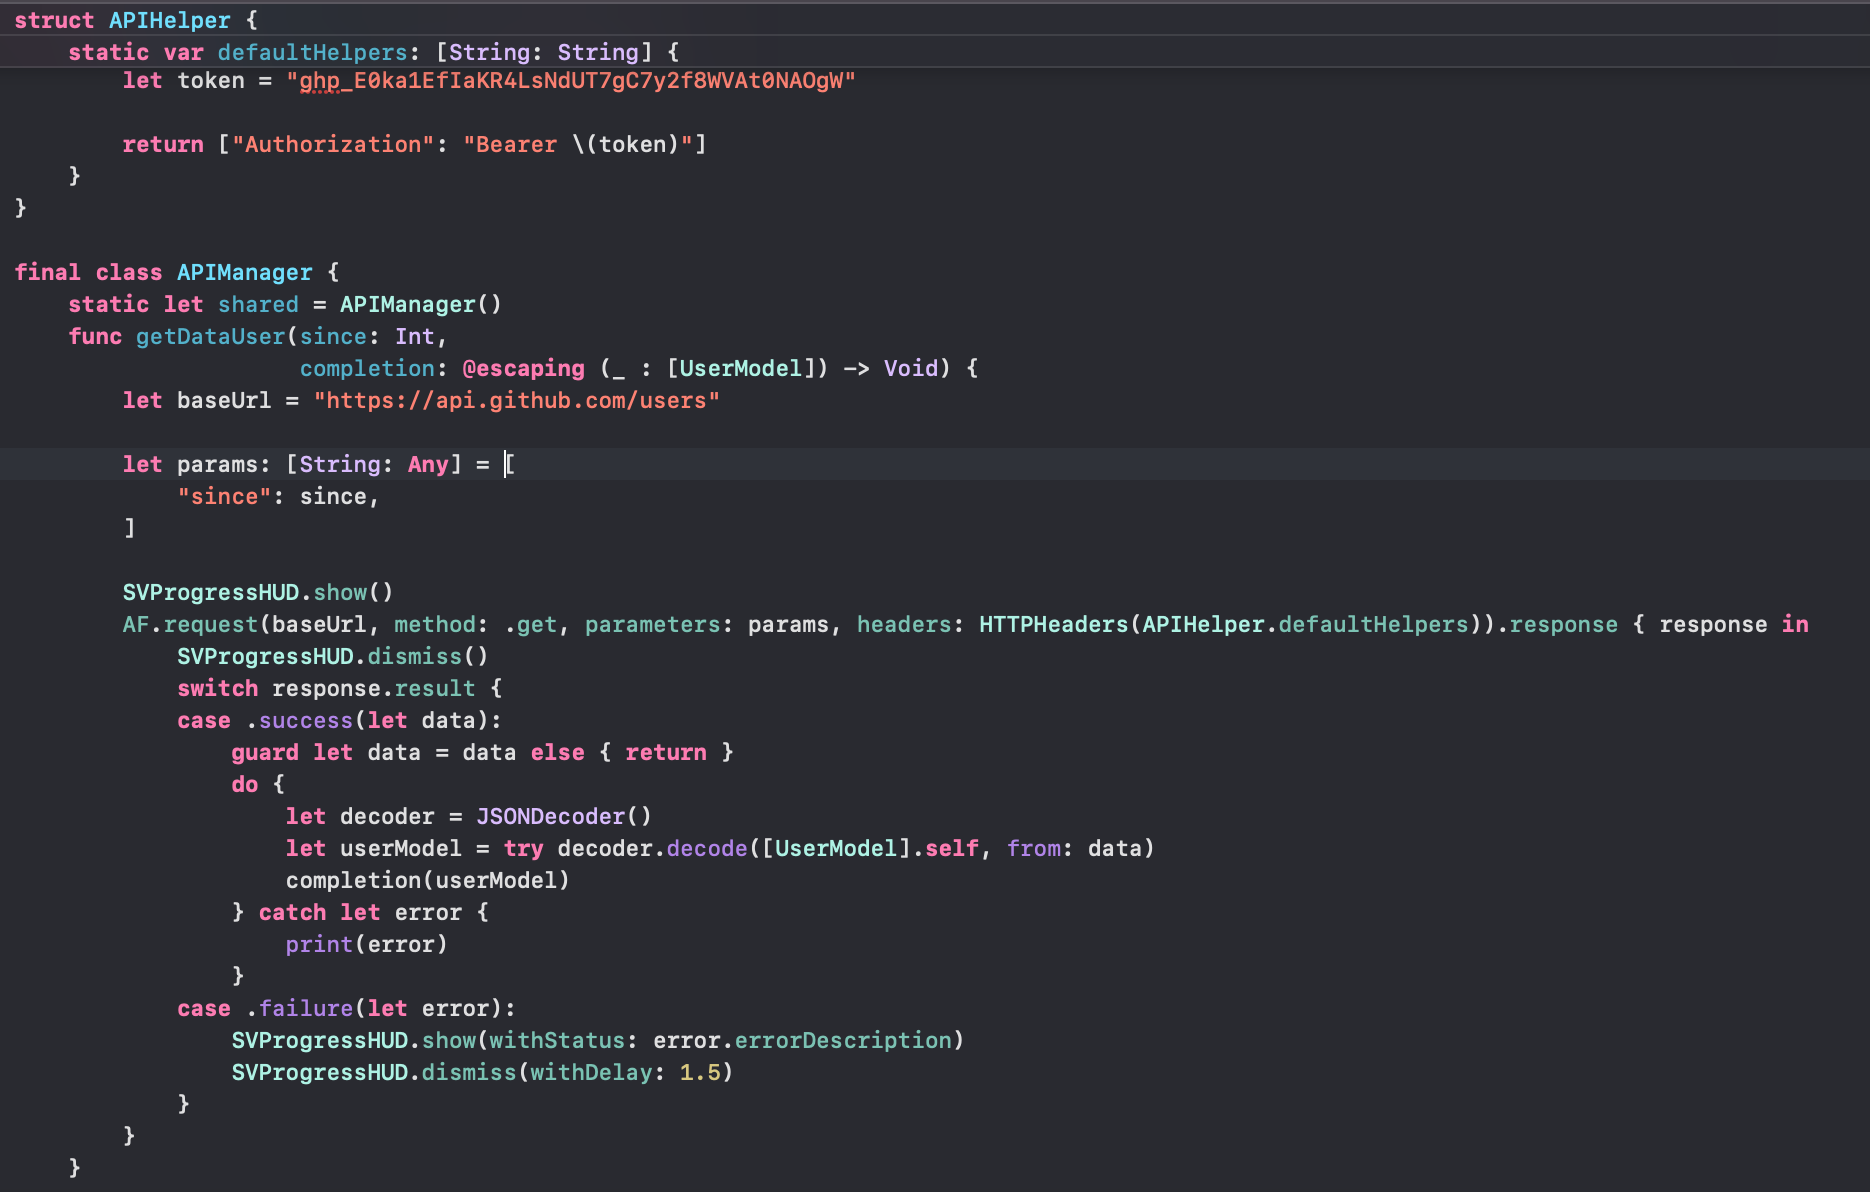 struct APIHelper {
    static var defaultHelpers: [String: String] {
        let token = "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"
        return ["Authorization": "Bearer \(token)"]
    }
}
final class APIManager {
    static let shared = APIManager()
    func getDataUser(since: Int,
                     completion: @escaping (_ : [UserModel]) -> Void) {
        let baseUrl = "https://api.github.com/users"
        let params: [String: Any] = [
            "since": since,
        ]
        SVProgressHUD.show()
        AF.request(baseUrl, method: .get, parameters: params, headers: HTTPHeaders(APIHelper.defaultHelpers)).response { response in
            SVProgressHUD.dismiss()
            switch response.result {
            case .success(let data):
                guard let data = data else { return }
                do {
                    let decoder = JSONDecoder()
                    let userModel = try decoder.decode([UserModel].self, from: data)
                    completion(userModel)
                } catch let error {
                    print(error)
                }
            case .failure(let error):
                SVProgressHUD.show(withStatus: error.errorDescription)
                SVProgressHUD.dismiss(withDelay: 1.5)
            }
        }
    }